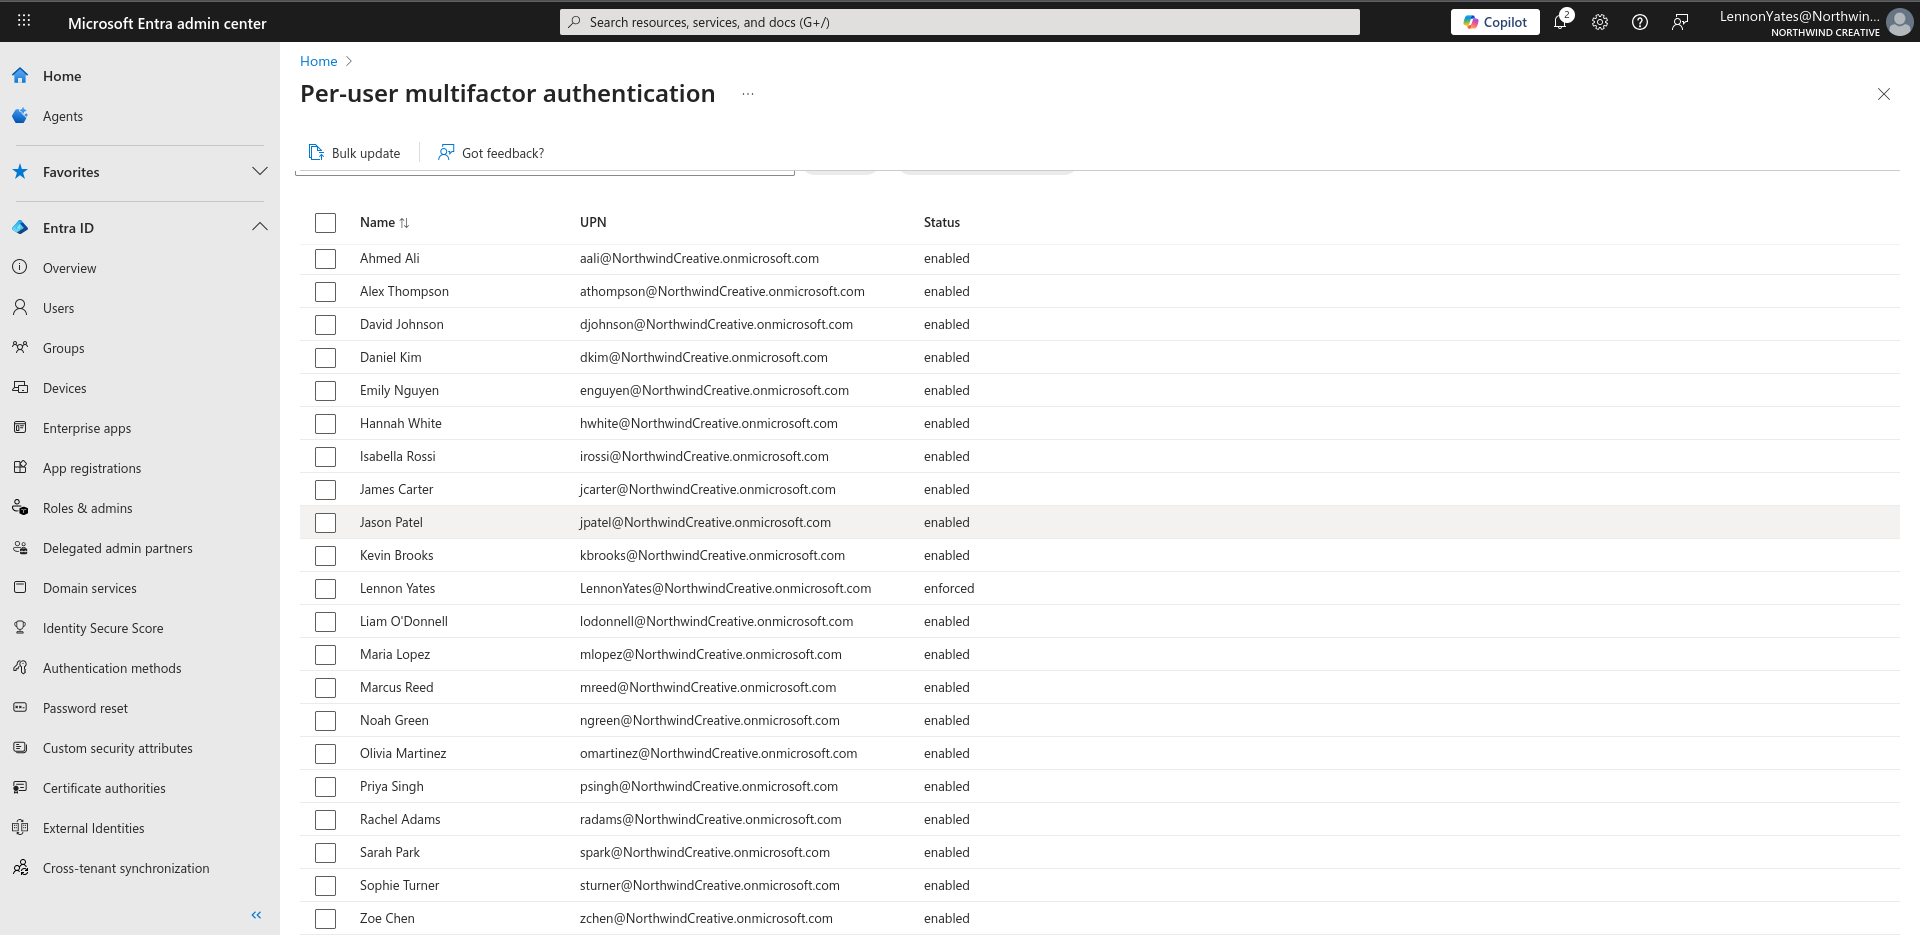 Microsoft Entra admin center
Search resources, services, and docs (G+/)
Copilot
2
LennonYates@Northwin...
NORTHWIND CREATIVE
Home
Agents
Favorites
Entra ID
Overview
Users
Groups
Devices
Enterprise apps
App registrations
Roles & admins
Delegated admin partners
Domain services
Identity Secure Score
Authentication methods
Password reset
Custom security attributes
Certificate authorities
External Identities
Cross-tenant synchronization
Home
Per-user multifactor authentication ...
Bulk update
Got feedback?
Name UPN Status
Ahmed Ali aali@NorthwindCreative.onmicrosoft.com enabled
Alex Thompson athompson@NorthwindCreative.onmicrosoft.com enabled
David Johnson djohnson@NorthwindCreative.onmicrosoft.com enabled
Daniel Kim dkim@NorthwindCreative.onmicrosoft.com enabled
Emily Nguyen enguyen@NorthwindCreative.onmicrosoft.com enabled
Hannah White hwhite@NorthwindCreative.onmicrosoft.com enabled
Isabella Rossi irossi@NorthwindCreative.onmicrosoft.com enabled
James Carter jcarter@NorthwindCreative.onmicrosoft.com enabled
Jason Patel jpatel@NorthwindCreative.onmicrosoft.com enabled
Kevin Brooks kbrooks@NorthwindCreative.onmicrosoft.com enabled
Lennon Yates LennonYates@NorthwindCreative.onmicrosoft.com enforced
Liam O'Donnell lodonnell@NorthwindCreative.onmicrosoft.com enabled
Maria Lopez mlopez@NorthwindCreative.onmicrosoft.com enabled
Marcus Reed mreed@NorthwindCreative.onmicrosoft.com enabled
Noah Green ngreen@NorthwindCreative.onmicrosoft.com enabled
Olivia Martinez omartinez@NorthwindCreative.onmicrosoft.com enabled
Priya Singh psingh@NorthwindCreative.onmicrosoft.com enabled
Rachel Adams radams@NorthwindCreative.onmicrosoft.com enabled
Sarah Park spark@NorthwindCreative.onmicrosoft.com enabled
Sophie Turner sturner@NorthwindCreative.onmicrosoft.com enabled
Zoe Chen zchen@NorthwindCreative.onmicrosoft.com enabled